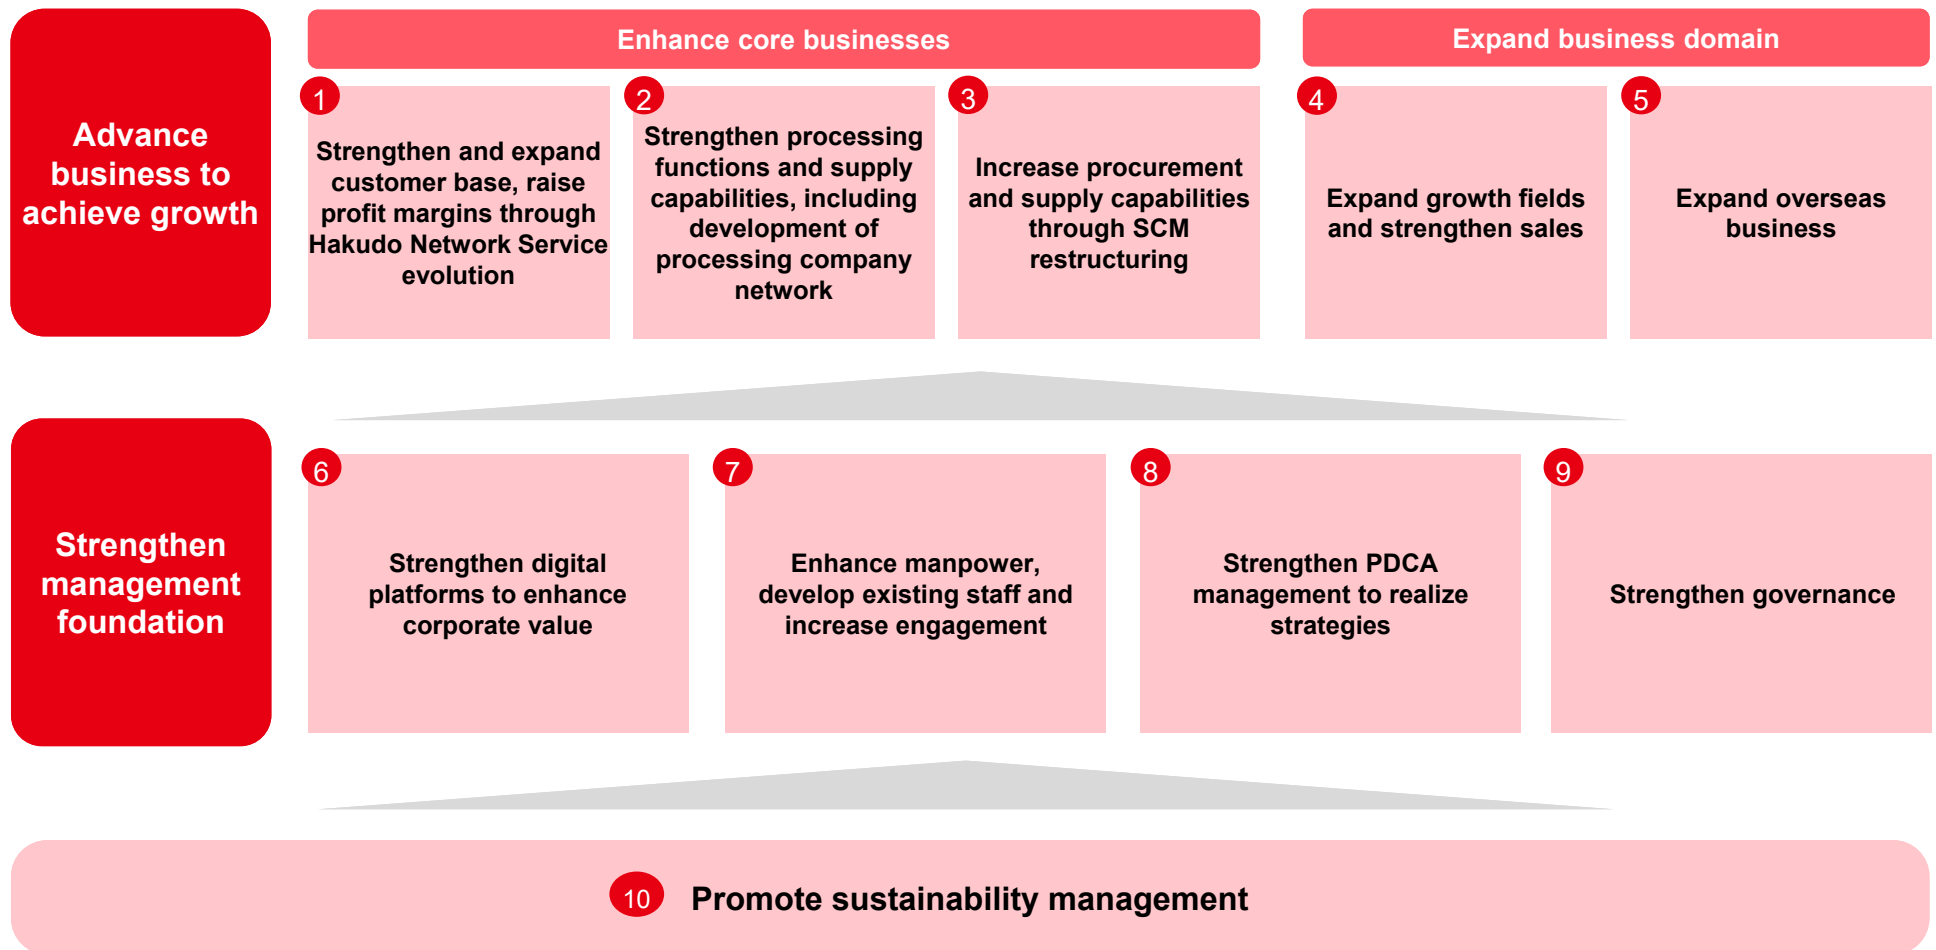 Advance
business to
achieve growth
Enhance core businesses
Expand business domain
1
Strengthen and expand
customer base, raise
profit margins through
Hakudo Network Service
evolution
2
Strengthen processing
functions and supply
capabilities, including
development of
processing company
network
3
Increase procurement
and supply capabilities
through SCM
restructuring
4
Expand growth fields
and strengthen sales
5
Expand overseas
business
Strengthen
management
foundation
6
Strengthen digital
platforms to enhance
corporate value
7
Enhance manpower,
develop existing staff and
increase engagement
8
Strengthen PDCA
management to realize
strategies
9
Strengthen governance
10 Promote sustainability management